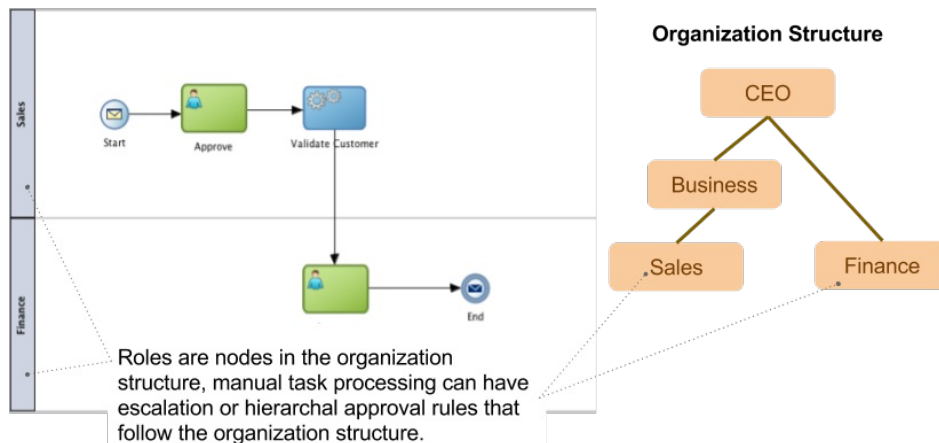 Organization Structure
CEO
Business
Sales
Finance
Sales
Start
Approve
Validate Customer
Finance
End
Roles are nodes in the organization
structure, manual task processing can have
escalation or hierarchal approval rules that
follow the organization structure.